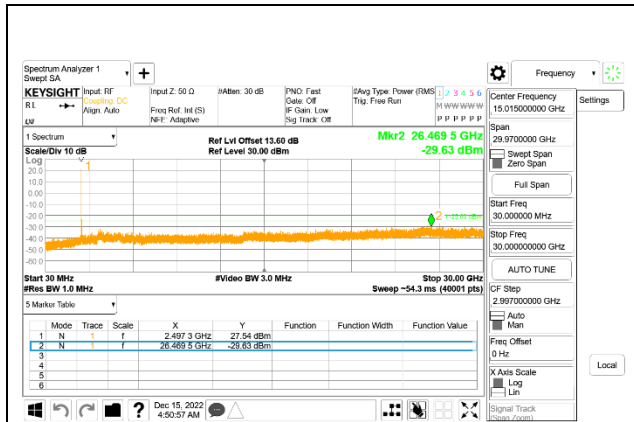 Spectrum Analyzer 1
Swept SA
+
Frequency
KEYSIGHT
Input: RF
Input Z: 50 Ω
#Atten: 30 dB
PNO: Fast
#Avg Type: Power (RMS
1 2 3 4 5 6
RL
Coupling: DC
Gate: Off
Trig: Free Run
M W W W W W
Align: Auto
Freq Ref: Int (S)
IF Gain: Low
P P P P P P
NFE: Adaptive
Sig Track: Off
1 Spectrum
Scale/Div 10 dB
Ref Lvl Offset 13.60 dB
Ref Level 30.00 dBm
Mkr2 26.469 5 GHz
-29.63 dBm
Log
1
20.0
10.0
0.00
-10.0
-20.0
2
-30.0
-40.0
-50.0
-60.0
Start 30 MHz
#Video BW 3.0 MHz
Stop 30.00 GHz
#Res BW 1.0 MHz
Sweep ~54.3 ms (40001 pts)
5 Marker Table
Mode Trace Scale X Y Function Function Width Function Value
1 N 1 f 2.497 3 GHz 27.54 dBm
2 N 1 f 26.469 5 GHz -29.63 dBm
3
4
5
6
Dec 15, 2022
4:50:57 AM
?
Center Frequency
15.015000000 GHz
Settings
Span
29.9700000 GHz
Swept Span
Zero Span
Full Span
Start Freq
30.000000 MHz
Stop Freq
30.000000000 GHz
AUTO TUNE
CF Step
2.997000000 GHz
Auto
Man
Freq Offset
0 Hz
X Axis Scale
Log
Lin
Local
Signal Track
(Span Zoom)